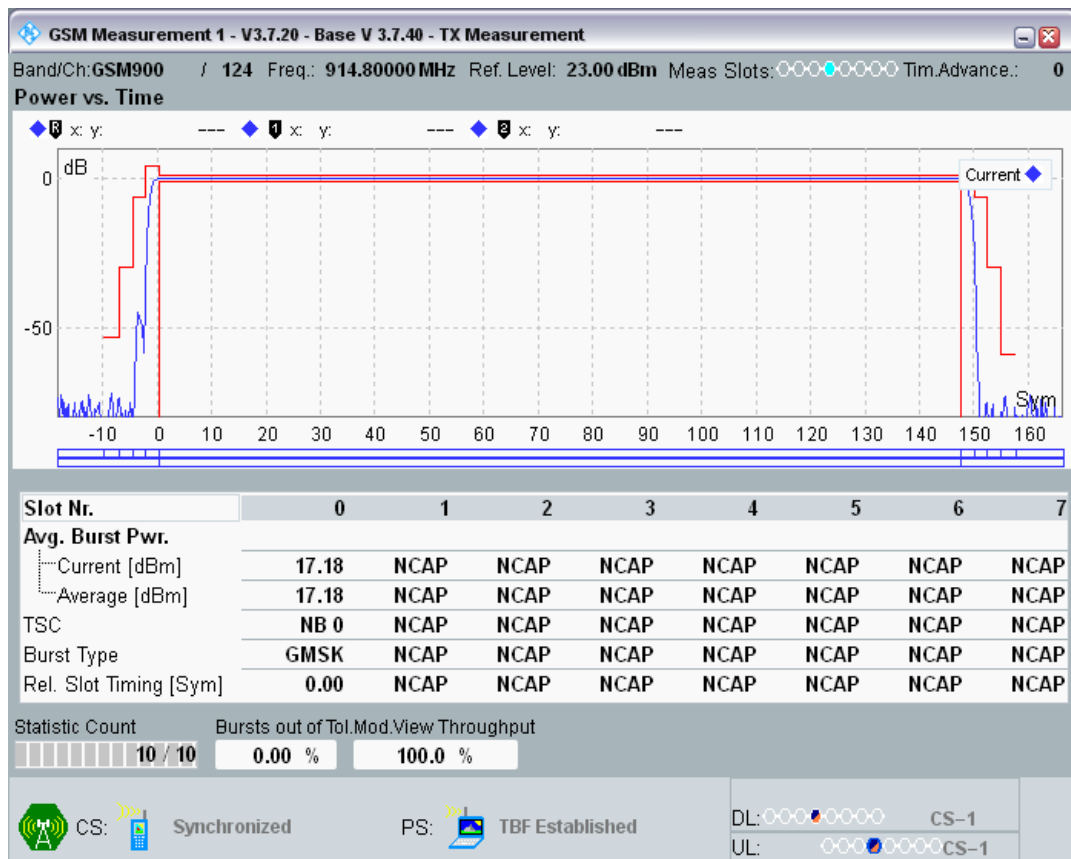 GSM Measurement 1 - V3.7.20 - Base V 3.7.40 - TX Measurement
Band/Ch:GSM900 / 124 Freq.: 914.80000 MHz Ref. Level: 23.00 dBm Meas Slots: Tim.Advance.: 0
Power vs. Time
R x: y: --- 1 x: y: --- 2 x: y: ---
dB
Current
0
-50
Sym
-10 0 10 20 30 40 50 60 70 80 90 100 110 120 130 140 150 160
Slot Nr. 0 1 2 3 4 5 6 7
Avg. Burst Pwr.
Current [dBm] 17.18 NCAP NCAP NCAP NCAP NCAP NCAP NCAP
Average [dBm] 17.18 NCAP NCAP NCAP NCAP NCAP NCAP NCAP
TSC NB 0 NCAP NCAP NCAP NCAP NCAP NCAP NCAP
Burst Type GMSK NCAP NCAP NCAP NCAP NCAP NCAP NCAP
Rel. Slot Timing [Sym] 0.00 NCAP NCAP NCAP NCAP NCAP NCAP NCAP
Statistic Count Bursts out of Tol.Mod.View Throughput
10 / 10 0.00 % 100.0 %
CS: Synchronized PS: TBF Established
DL: CS-1
UL: CS-1